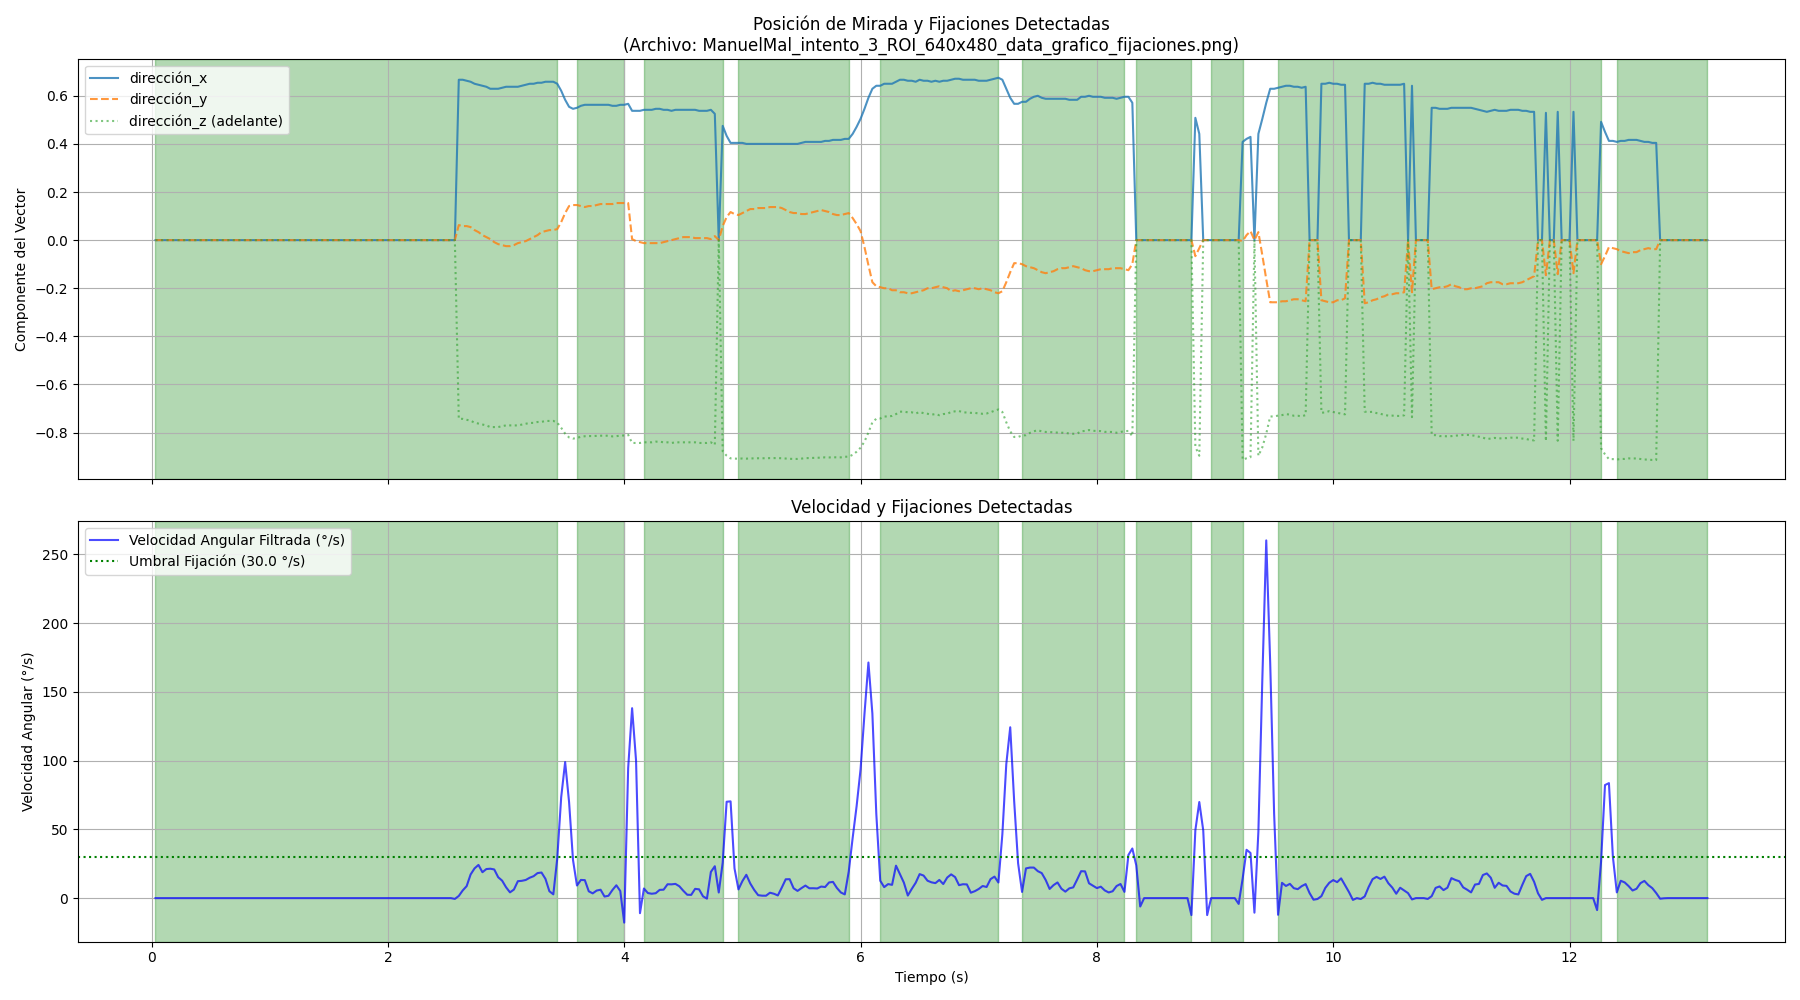 Posición de Mirada y Fijaciones Detectadas
(Archivo: ManuelMal_intento_3_ROI_640x480_data_grafico_fijaciones.png)
dirección_x
dirección_y
dirección_z (adelante)
Componente del Vector
0.6
0.4
0.2
0.0
−0.2
−0.4
−0.6
−0.8
Velocidad y Fijaciones Detectadas
Velocidad Angular Filtrada (°/s)
Umbral Fijación (30.0 °/s)
Velocidad Angular (°/s)
250
200
150
100
50
0
0 2 4 6 8 10 12
Tiempo (s)